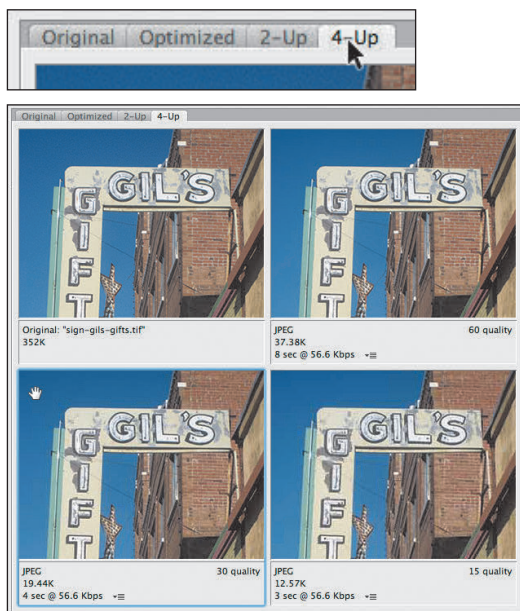 Original Optimized 2-Up 4-Up
Original Optimized 2-Up 4-Up
GIL'S
GIFT
GIL'S
GIFT
Original: "sign-gils-gifts.tif"
352K
JPEG 60 quality
37.38K
8 sec @ 56.6 Kbps
GIL'S
GIFT
GIL'S
GIFT
JPEG 30 quality
19.44K
4 sec @ 56.6 Kbps
JPEG 15 quality
12.57K
3 sec @ 56.6 Kbps